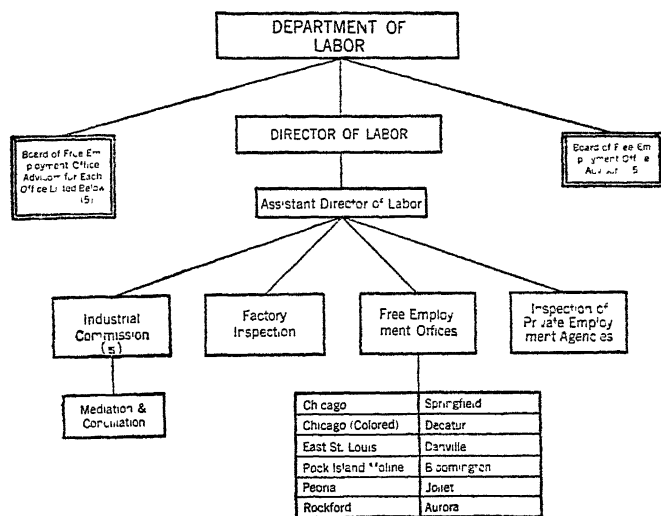 DEPARTMENT OF
LABOR
Board of Free Em
ployment Office
Advisors for Each
Office Listed Below
(5)
DIRECTOR OF LABOR
Board of Free Em
ployment Office
5
Assistant Director of Labor
Industrial
Commission
(5)
Factory
Inspection
Free Employ
ment Offices
Inspection of
Private Employ
ment Agencies
Mediation &
Conciliation
Chicago
Springfield
Chicago (Colored)
Decatur
East St. Louis
Danville
Rock Island Moline
Bloomington
Peoria
Joliet
Rockford
Aurora